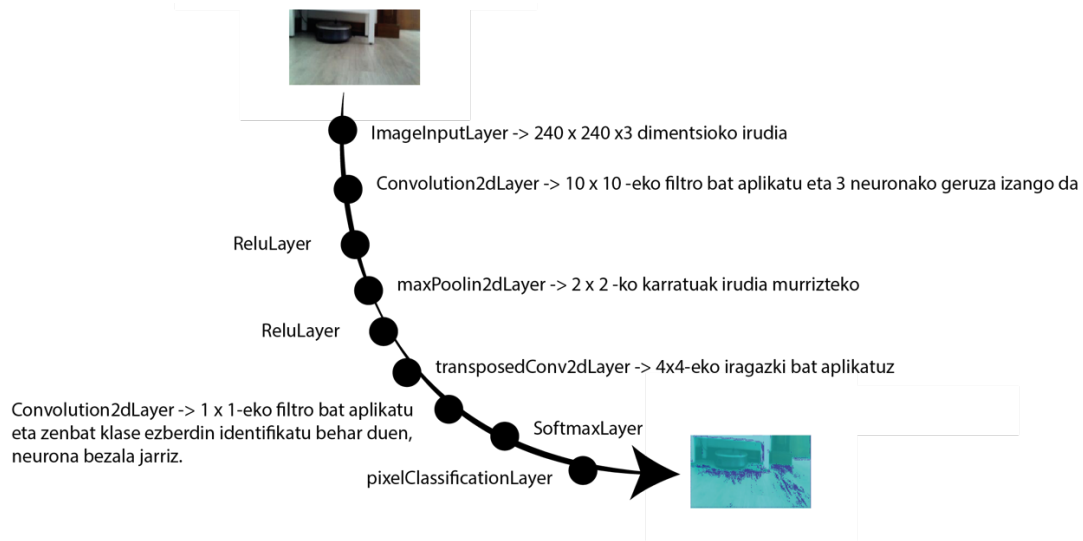 ImageInputLayer -> 240 x 240 x3 dimentsioko irudia
Convolution2dLayer -> 10 x 10 -eko filtro bat aplikatu eta 3 neuronako geruza izango da
ReluLayer
maxPoolin2dLayer -> 2 x 2 -ko karratuak irudia murrizteko
ReluLayer
transposedConv2dLayer -> 4x4-eko iragazki bat aplikatuz
Convolution2dLayer -> 1 x 1-eko filtro bat aplikatu
eta zenbat klase ezberdin identifikatu behar duen,
neurona bezala jarriz.
SoftmaxLayer
pixelClassificationLayer